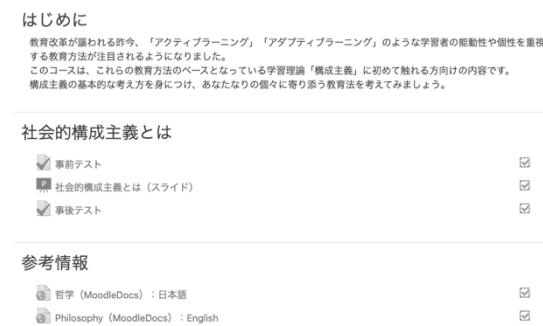 はじめに
教育改革が謳われる昨今、「アクティブラーニング」「アダプティブラーニング」のような学習者の能動性や個性を重視
する教育方法が注目されるようになりました。
このコースは、これらの教育方法のベースとなっている学習理論「構成主義」に初めて触れる方向けの内容です。
構成主義の基本的な考え方を身につけ、あなたなりの個々に寄り添う教育法を考えてみましょう。
社会的構成主義とは
事前テスト
社会的構成主義とは（スライド）
事後テスト
参考情報
哲学（MoodleDocs）：日本語
Philosophy（MoodleDocs）：English